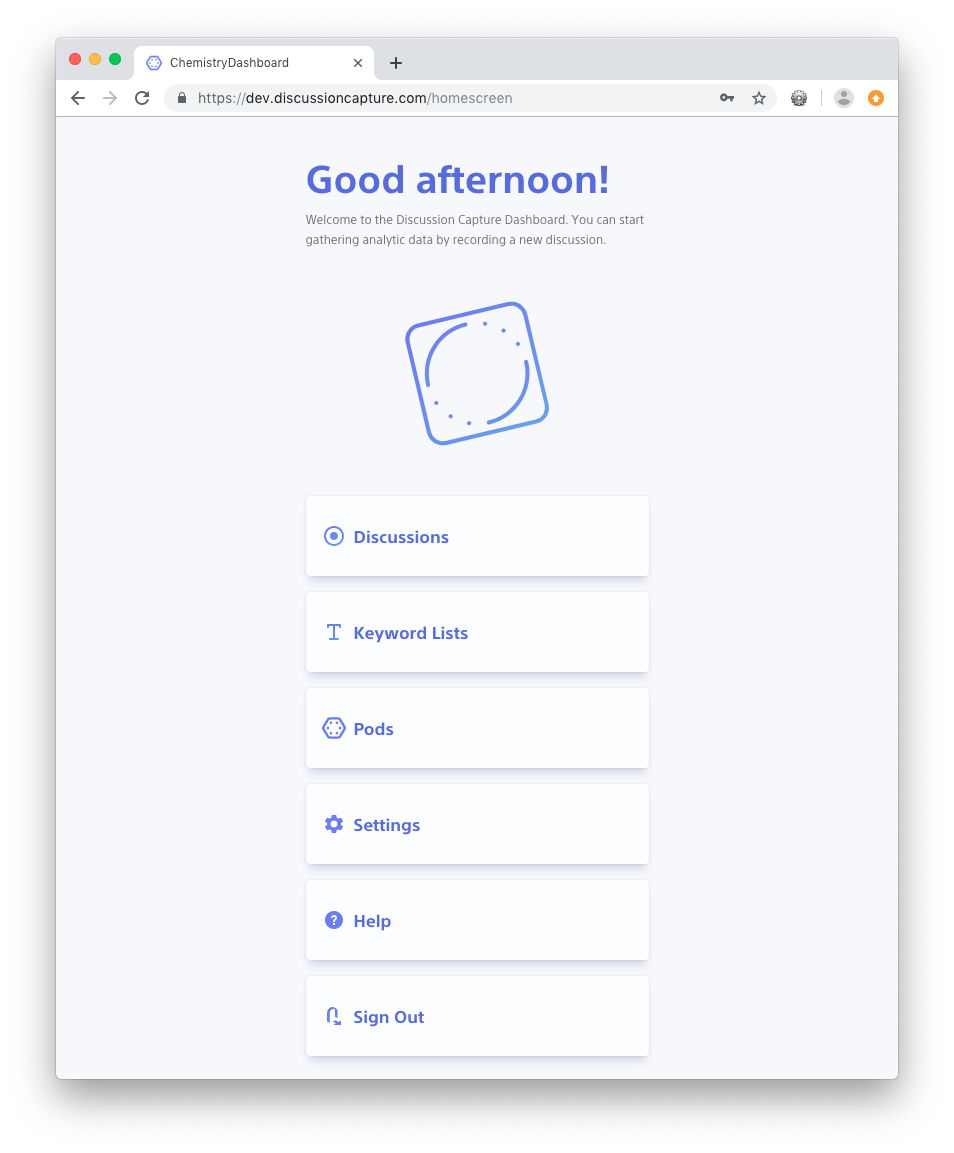 ChemistryDashboard
https://dev.discussioncapture.com/homescreen
Good afternoon!
Welcome to the Discussion Capture Dashboard. You can start
gathering analytic data by recording a new discussion.
Discussions
Keyword Lists
Pods
Settings
Help
Sign Out